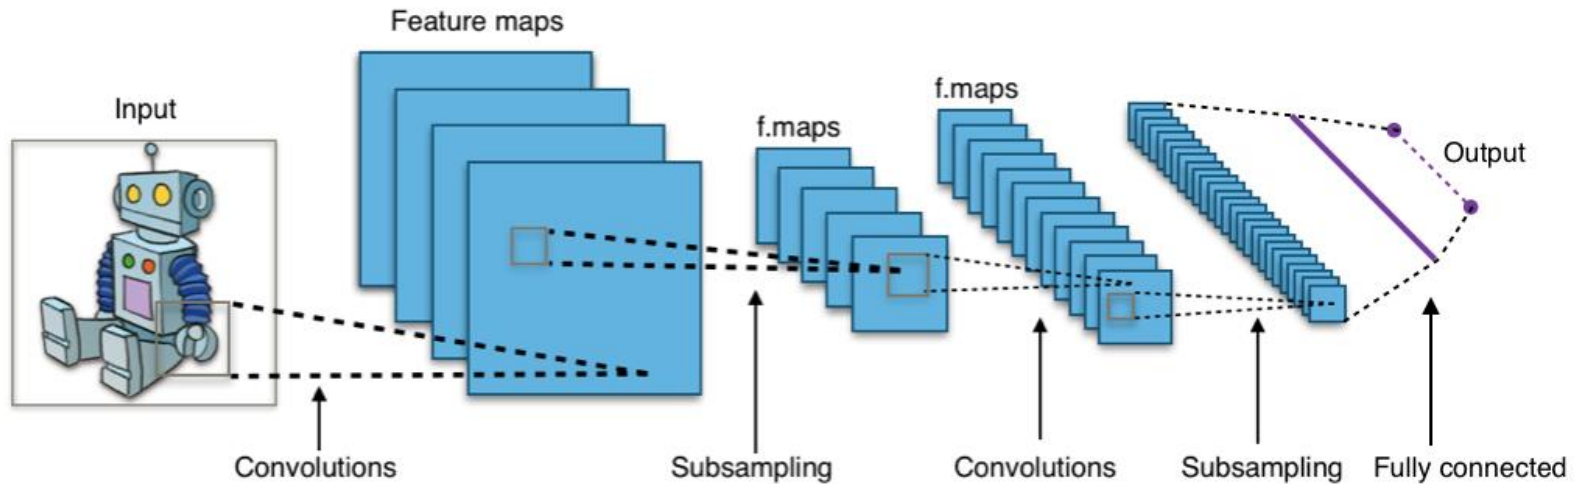 Feature maps
Input
f.maps
f.maps
Output
Convolutions
Subsampling
Convolutions
Subsampling
Fully connected